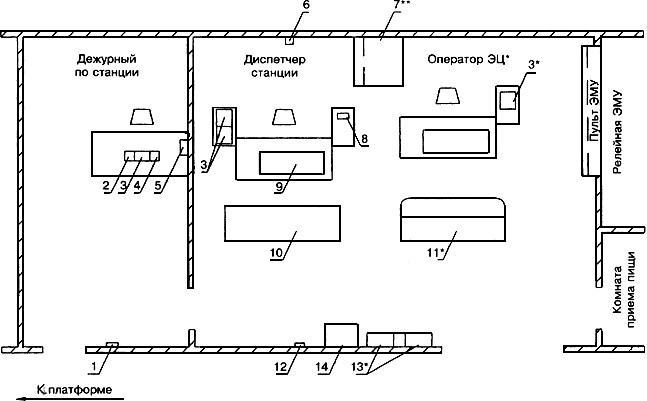 6
7**
Дежурный
по станции
Диспетчер
станции
Оператор ЭЦ*
3*
Пульт ЭМУ
Релейная ЭМУ
8
2
3
4
5
3
9
10
11*
Комната
приема пищи
1
12
14
13*
К платформе